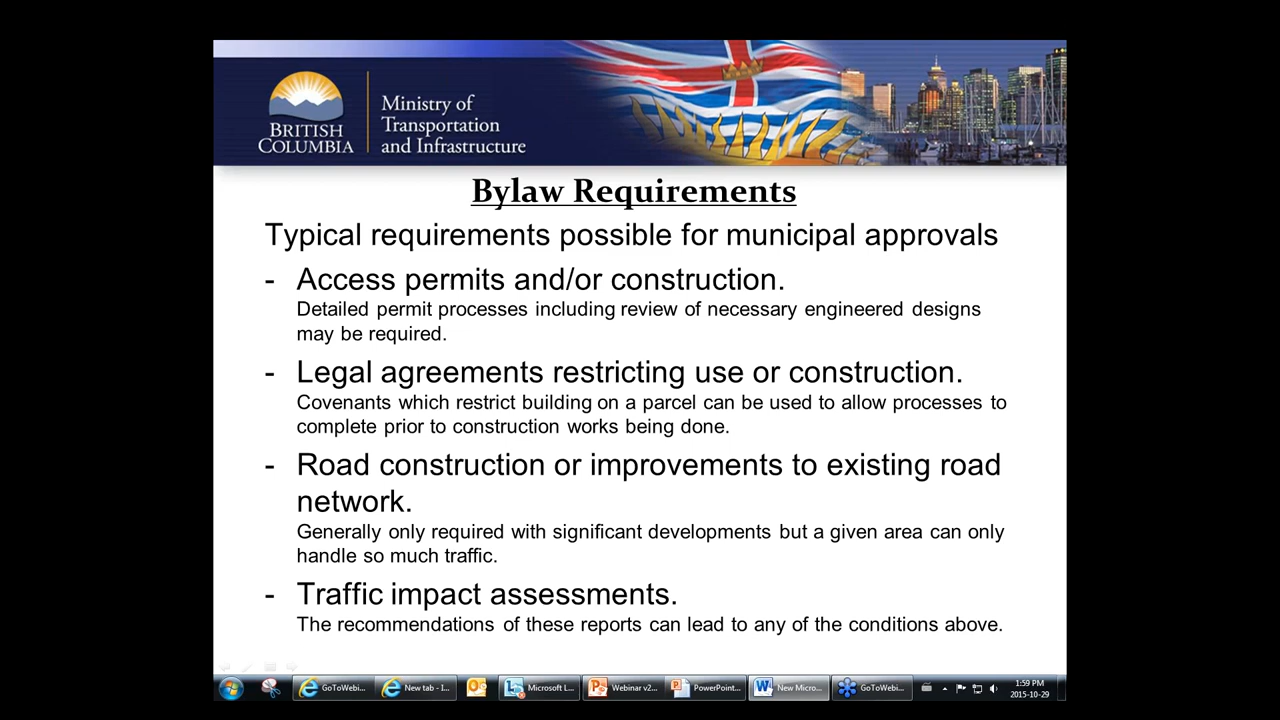 BRITISH
COLUMBIA
Ministry of
Transportation
and Infrastructure
Bylaw Requirements
Typical requirements possible for municipal approvals
- Access permits and/or construction.
Detailed permit processes including review of necessary engineered designs
may be required.
- Legal agreements restricting use or construction.
Covenants which restrict building on a parcel can be used to allow processes to
complete prior to construction works being done.
- Road construction or improvements to existing road
network.
Generally only required with significant developments but a given area can only
handle so much traffic.
- Traffic impact assessments.
The recommendations of these reports can lead to any of the conditions above.
GoToWebi... New tab - I... Microsoft L... Webinar v2... PowerPoint... New Micro... GoToWebi... 1:59 PM
2015-10-29